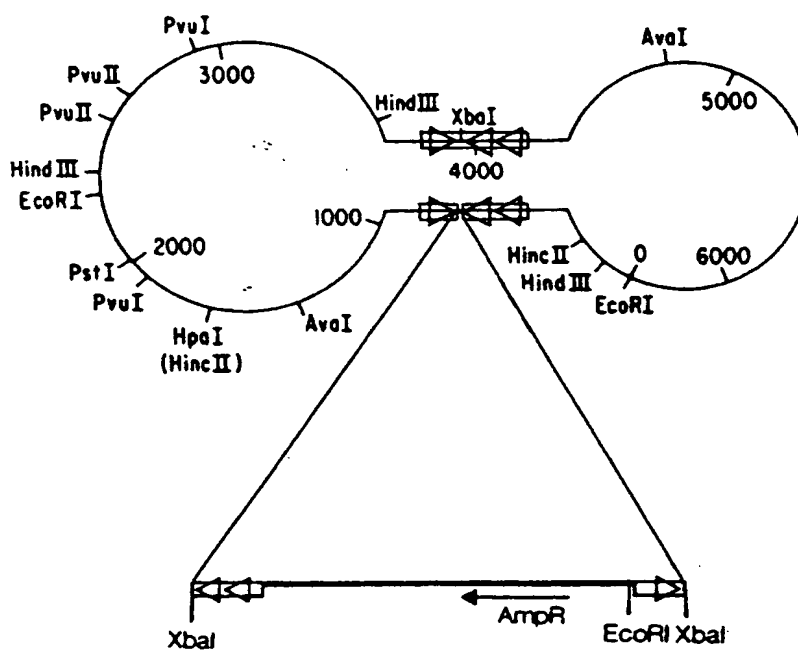 PvuI
3000
PvuII
PvuII
HindIII
XbaI
4000
HindIII
EcoRI
1000
2000
PstI
PvuI
HpaI
(HincII)
AvaI
AvaI
5000
HincII
HindIII
0
EcoRI
6000
XbaI
AmpR
EcoRI XbaI